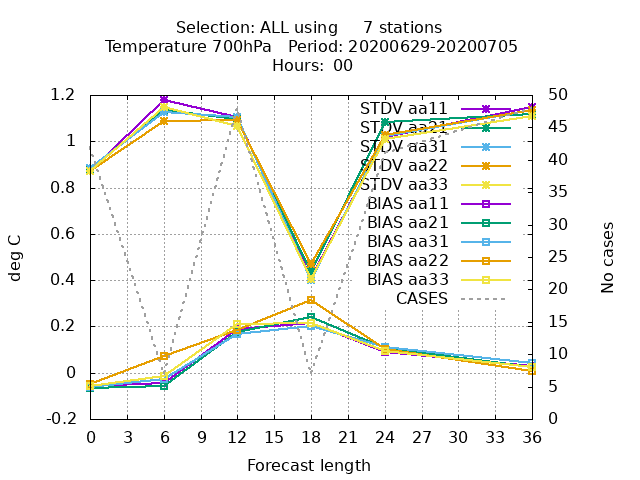 Selection: ALL using 7 stations
Temperature 700hPa Period: 20200629-20200705
Hours: 00
1.2
1
0.8
0.6
0.4
0.2
0
-0.2
deg C
50
45
40
35
30
25
20
15
10
5
0
No cases
STDV aa11
STDV aa21
STDV aa31
STDV aa22
STDV aa33
BIAS aa11
BIAS aa21
BIAS aa31
BIAS aa22
BIAS aa33
CASES
0 3 6 9 12 15 18 21 24 27 30 33 36
Forecast length